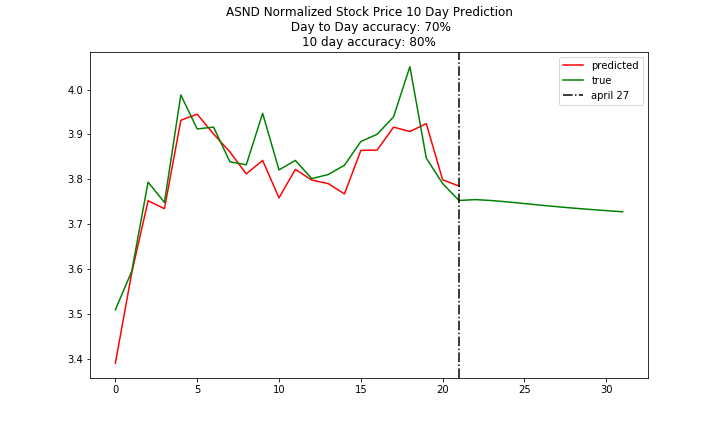 ASND Normalized Stock Price 10 Day Prediction
Day to Day accuracy: 70%
10 day accuracy: 80%
predicted
true
april 27
4.0
3.9
3.8
3.7
3.6
3.5
3.4
0 5 10 15 20 25 30